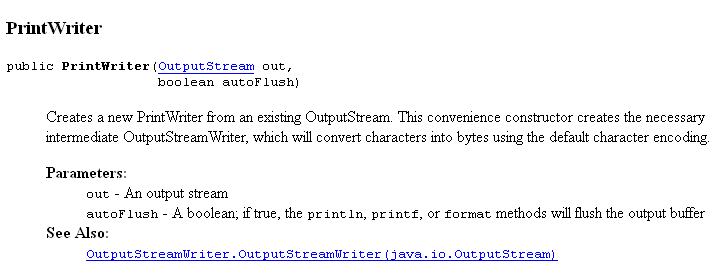 PrintWriter
public PrintWriter(OutputStream out,
boolean autoFlush)
Creates a new PrintWriter from an existing OutputStream. This convenience constructor creates the necessary
intermediate OutputStreamWriter, which will convert characters into bytes using the default character encoding.
Parameters:
out - An output stream
autoFlush - A boolean; if true, the println, printf, or format methods will flush the output buffer
See Also:
OutputStreamWriter.OutputStreamWriter(java.io.OutputStream)